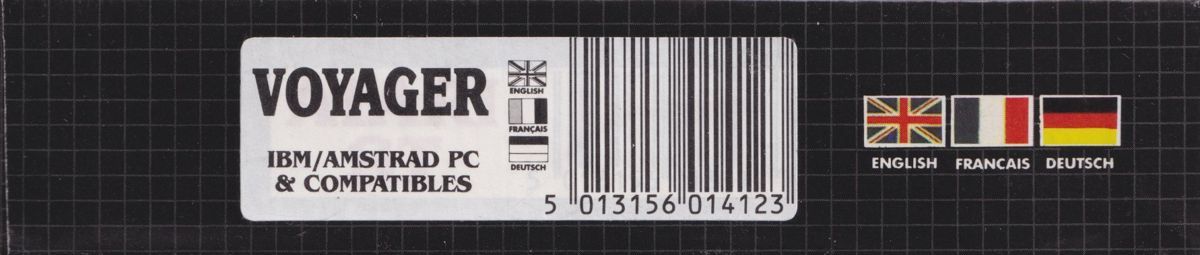 VOYAGER
IBM/AMSTRAD PC
& COMPATIBLES
ENGLISH
FRANÇAIS
DEUTSCH
5 013156 014123
ENGLISH FRANCAIS DEUTSCH